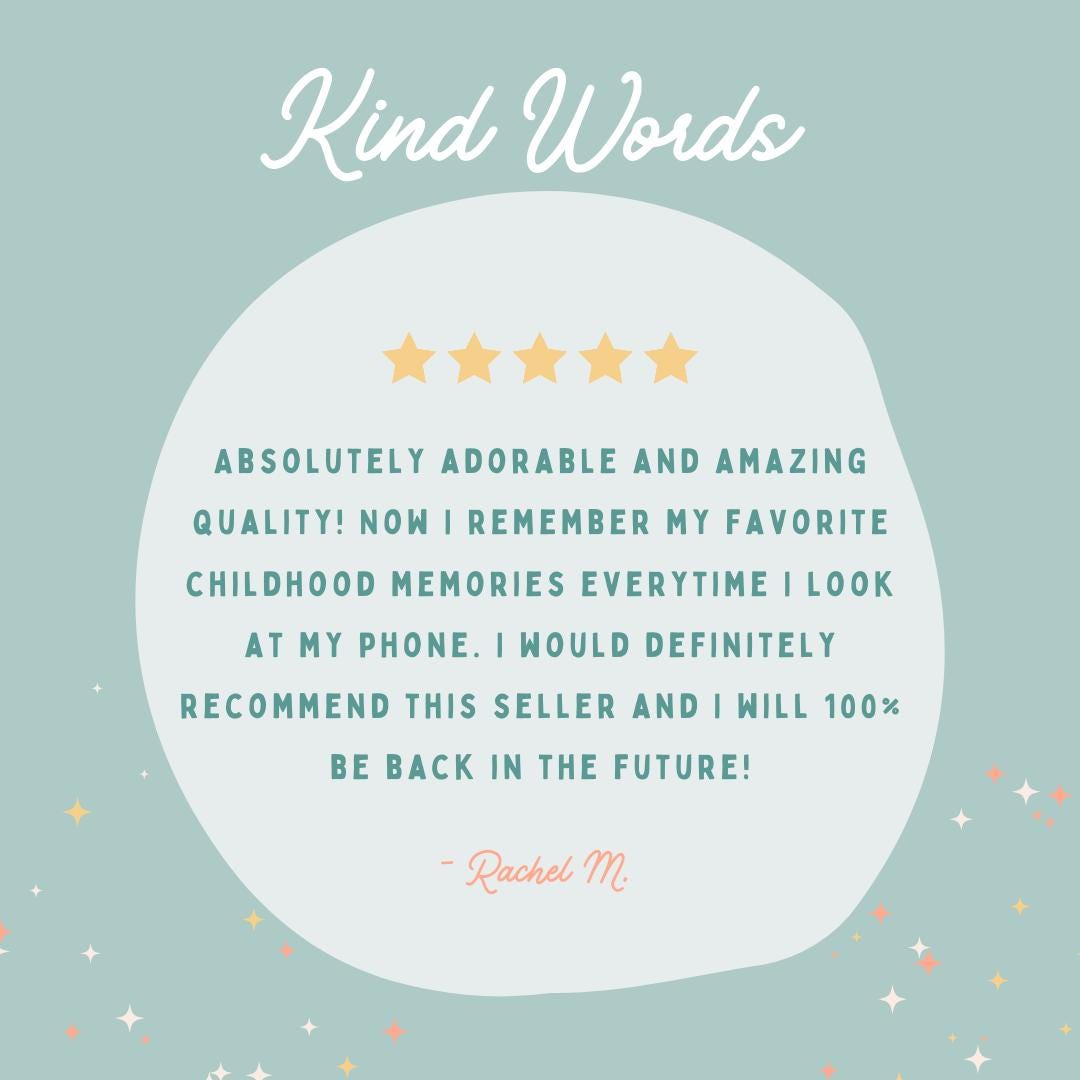 Kind Words
ABSOLUTELY ADORABLE AND AMAZING
QUALITY! NOW I REMEMBER MY FAVORITE
CHILDHOOD MEMORIES EVERYTIME I LOOK
AT MY PHONE. I WOULD DEFINITELY
RECOMMEND THIS SELLER AND I WILL 100%
BE BACK IN THE FUTURE!
- Rachel M.